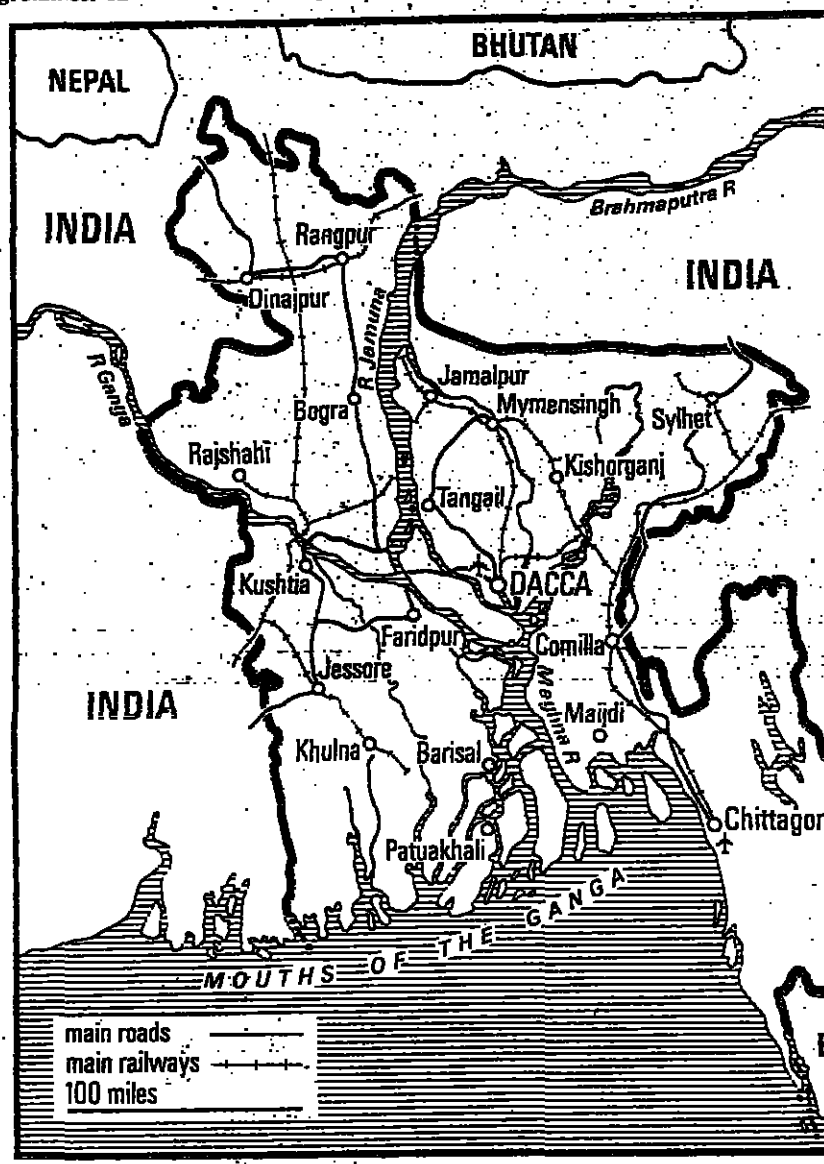 BHUTAN
NEPAL
Brahmaputra R
INDIA
Rangpur
INDIA
Dinajpur
R Jamuna
R Ganga
Jamalpur
Bogra
Mymensingh
Sylhet
Rajshahi
Kishorganj
Tangail
Kushtia
DACCA
Faridpur
Comilla
Jessore
Meghna R
INDIA
Maijdi
Khulna
Barisal
Chittagon
Patuakhali
MOUTHS OF THE GANGA
main roads
main railways
100 miles